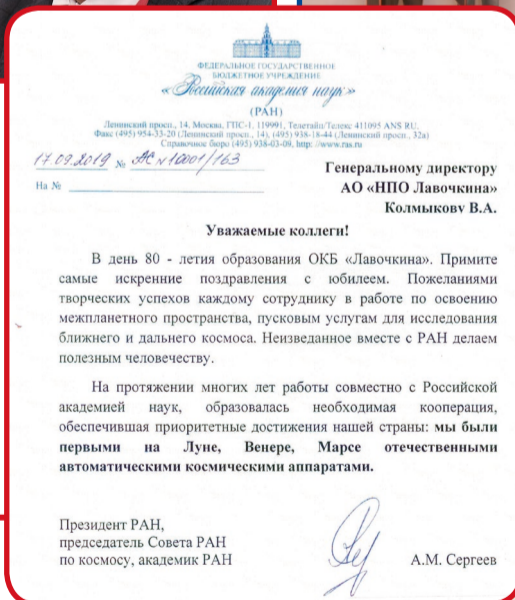 ФЕДЕРАЛЬНОЕ ГОСУДАРСТВЕННОЕ
БЮДЖЕТНОЕ УЧРЕЖДЕНИЕ
«Российская академия наук»
(РАН)
Ленинский просп., 14, Москва, ГСП-1, 119991, Телетайп/Телекс 411095 ANS RU,
Факс (495) 954-33-20 (Ленинский просп., 14), (495) 938-18-44 (Ленинский просп., 32а)
Справочное бюро (495) 938-03-09, http: //www.ras.ru
17.09.2019 № АС №10001/163
На №
Генеральному директору
АО «НПО Лавочкина»
Колмыкову В.А.
Уважаемые коллеги!
В день 80 - летия образования ОКБ «Лавочкина». Примите
самые искренние поздравления с юбилеем. Пожеланиями
творческих успехов каждому сотруднику в работе по освоению
межпланетного пространства, пусковым услугам для исследования
ближнего и дальнего космоса. Неизведанное вместе с РАН делаем
полезным человечеству.
На протяжении многих лет работы совместно с Российской
академией наук, образовалась необходимая кооперация,
обеспечившая приоритетные достижения нашей страны: мы были
первыми на Луне, Венере, Марсе отечественными
автоматическими космическими аппаратами.
Президент РАН,
председатель Совета РАН
по космосу, академик РАН
А.М. Сергеев